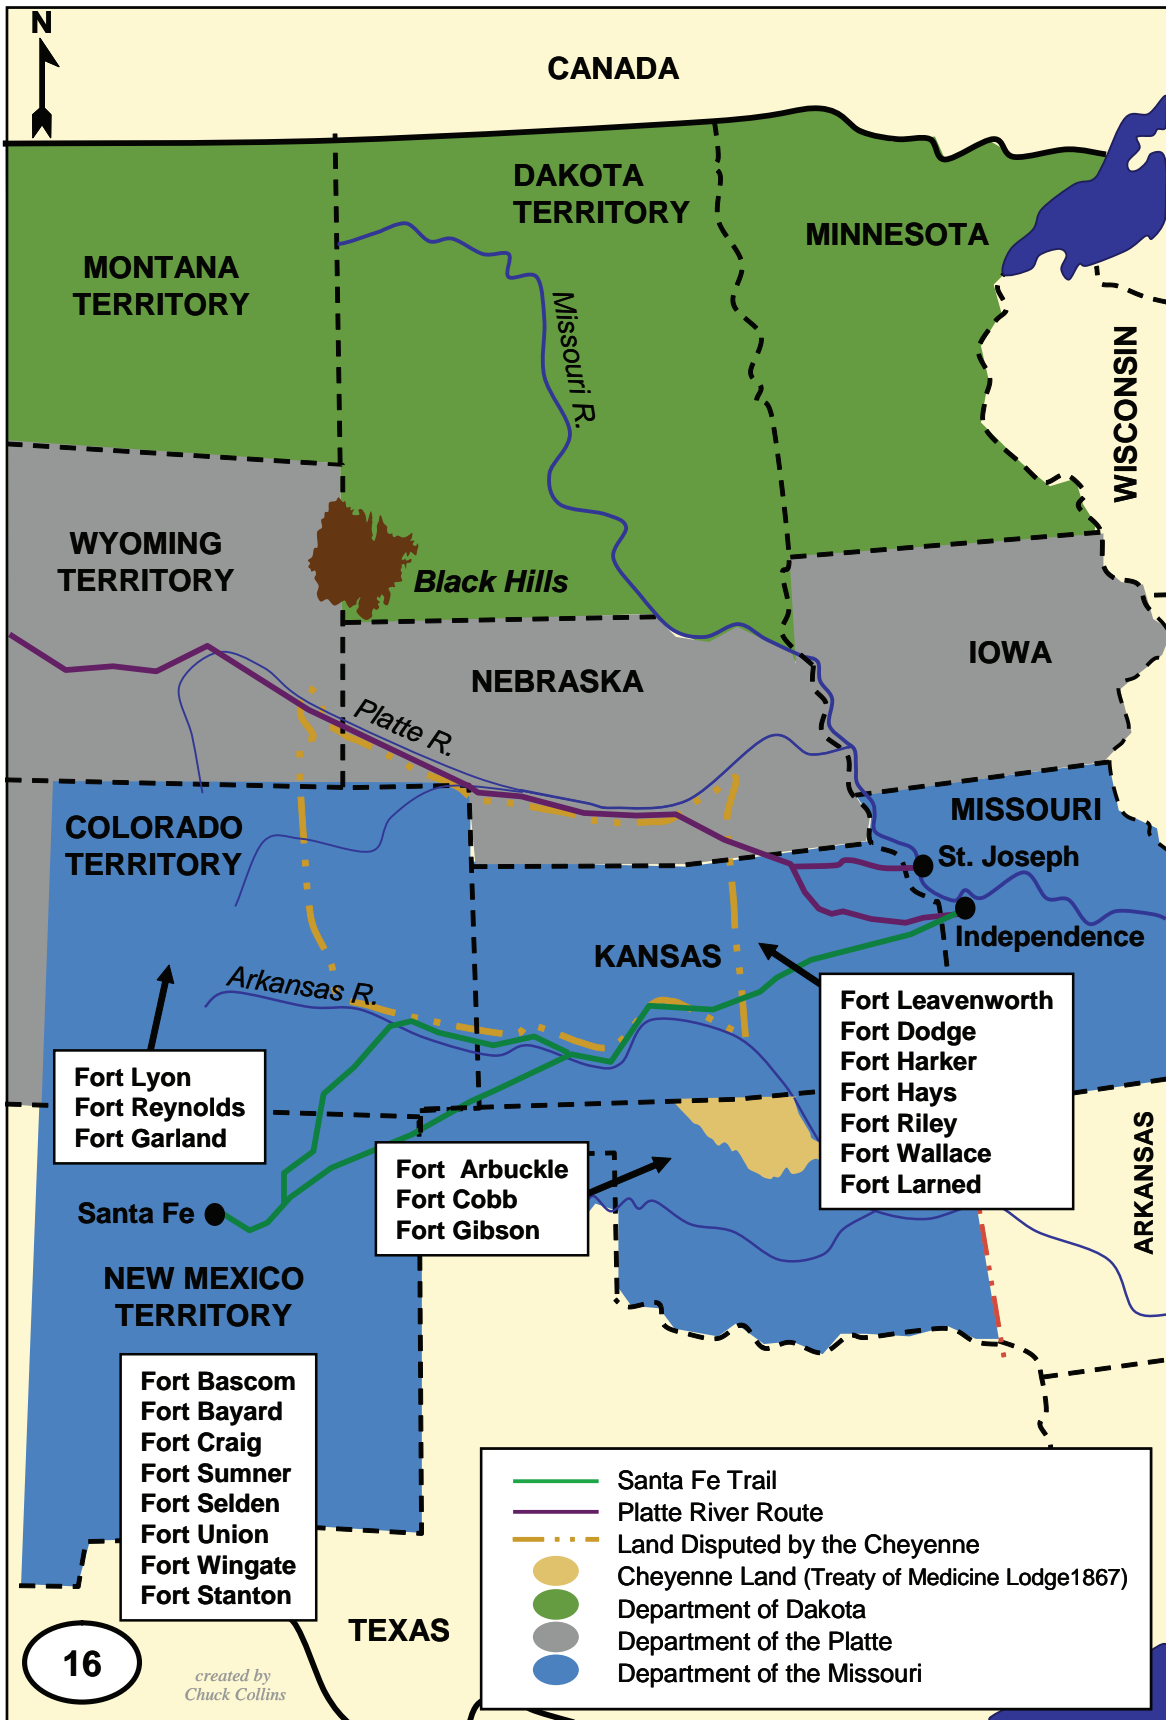 N
CANADA
DAKOTA
TERRITORY
MINNESOTA
MONTANA
TERRITORY
Missouri R.
WISCONSIN
WYOMING
TERRITORY
Black Hills
IOWA
NEBRASKA
Platte R.
COLORADO
TERRITORY
MISSOURI
St. Joseph
Independence
KANSAS
Arkansas R.
Fort Leavenworth
Fort Dodge
Fort Harker
Fort Hays
Fort Riley
Fort Wallace
Fort Larned
Fort Lyon
Fort Reynolds
Fort Garland
Fort Arbuckle
Fort Cobb
Fort Gibson
ARKANSAS
Santa Fe
NEW MEXICO
TERRITORY
Fort Bascom
Fort Bayard
Fort Craig
Fort Sumner
Fort Selden
Fort Union
Fort Wingate
Fort Stanton
TEXAS
Santa Fe Trail
Platte River Route
Land Disputed by the Cheyenne
Cheyenne Land (Treaty of Medicine Lodge1867)
Department of Dakota
Department of the Platte
Department of the Missouri
16
created by
Chuck Collins